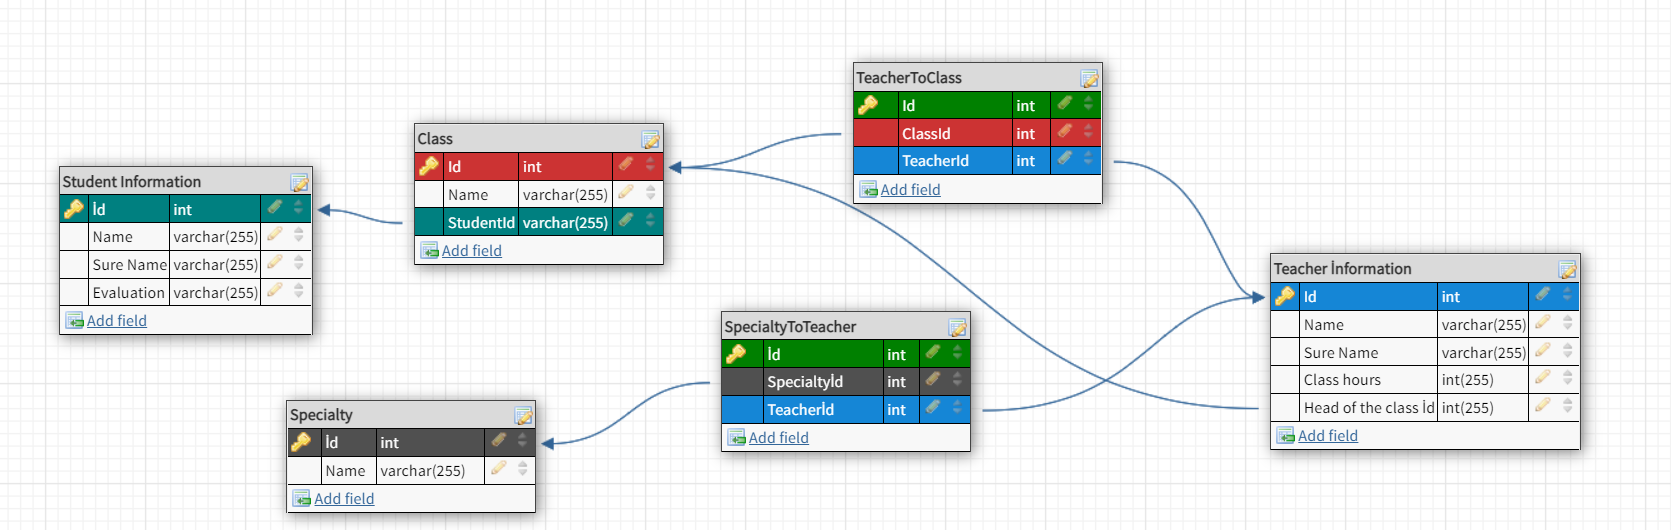 Student Information
İd int
Name varchar(255)
Sure Name varchar(255)
Evaluation varchar(255)
Add field
Class
Id int
Name varchar(255)
StudentId varchar(255)
Add field
TeacherToClass
Id int
ClassId int
TeacherId int
Add field
SpecialtyToTeacher
İd int
Specialtyİd int
Teacherİd int
Add field
Specialty
İd int
Name varchar(255)
Add field
Teacher İnformation
Id int
Name varchar(255)
Sure Name varchar(255)
Class hours int(255)
Head of the class İd int(255)
Add field